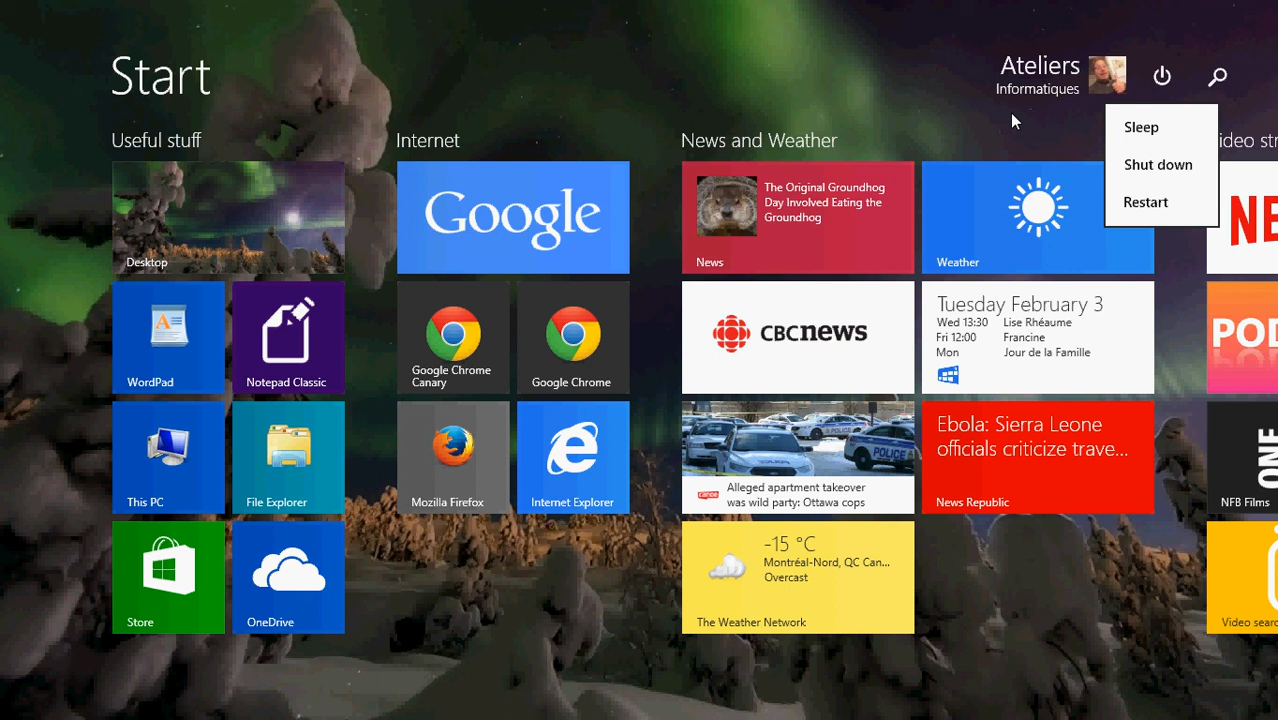 Start
Ateliers
Informatiques
Sleep
Shut down
Restart
Useful stuff
Internet
News and Weather
Desktop
Google
The Original Groundhog
Day Involved Eating the
Groundhog
News
Weather
WordPad
Notepad Classic
Google Chrome
Canary
Google Chrome
CBCNEWS
Tuesday February 3
Wed 13:30 Lise Rhéaume
Fri 12:00 Francine
Mon Jour de la Famille
This PC
File Explorer
Mozilla Firefox
Internet Explorer
POLICE
POLICE
Alleged apartment takeover
was wild party: Ottawa cops
Ebola: Sierra Leone
officials criticize trave...
News Republic
ONE
NFB Films
Store
OneDrive
-15 °C
Montréal-Nord, QC Can...
Overcast
The Weather Network